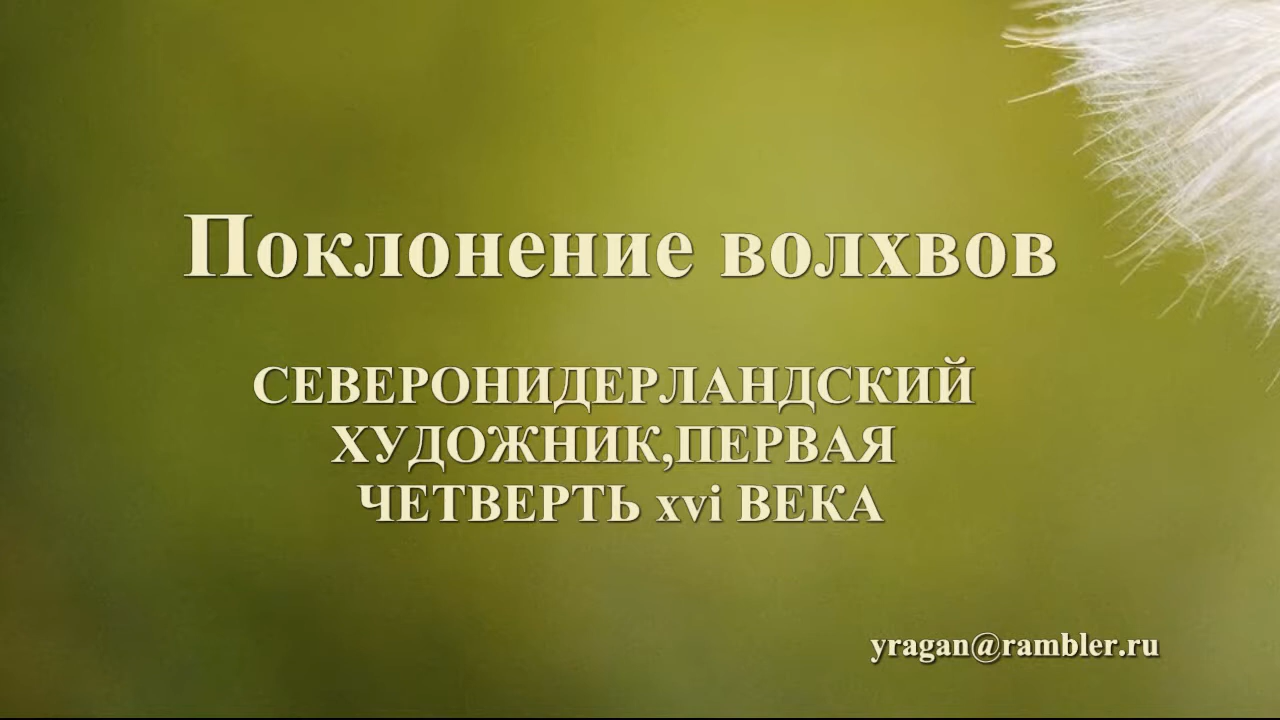 Поклонение волхвов
СЕВЕРОНИДЕРЛАНДСКИЙ
ХУДОЖНИК,ПЕРВАЯ
ЧЕТВЕРТЬ xvi ВЕКА
yragan@rambler.ru